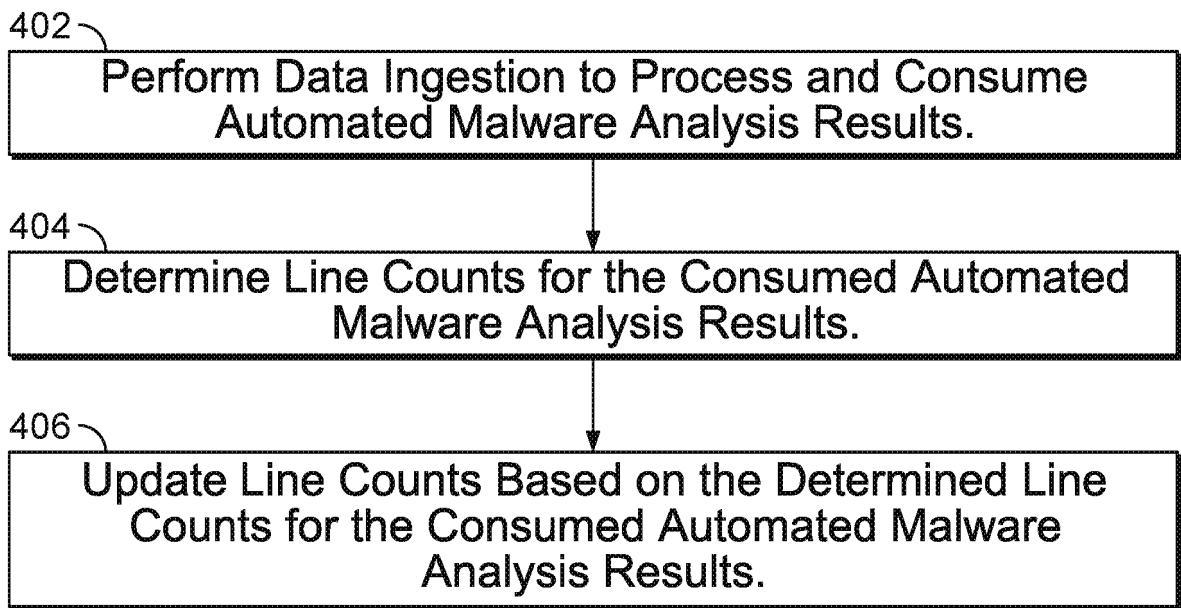 402
Perform Data Ingestion to Process and Consume
Automated Malware Analysis Results.
404
Determine Line Counts for the Consumed Automated
Malware Analysis Results.
406
Update Line Counts Based on the Determined Line
Counts for the Consumed Automated Malware
Analysis Results.